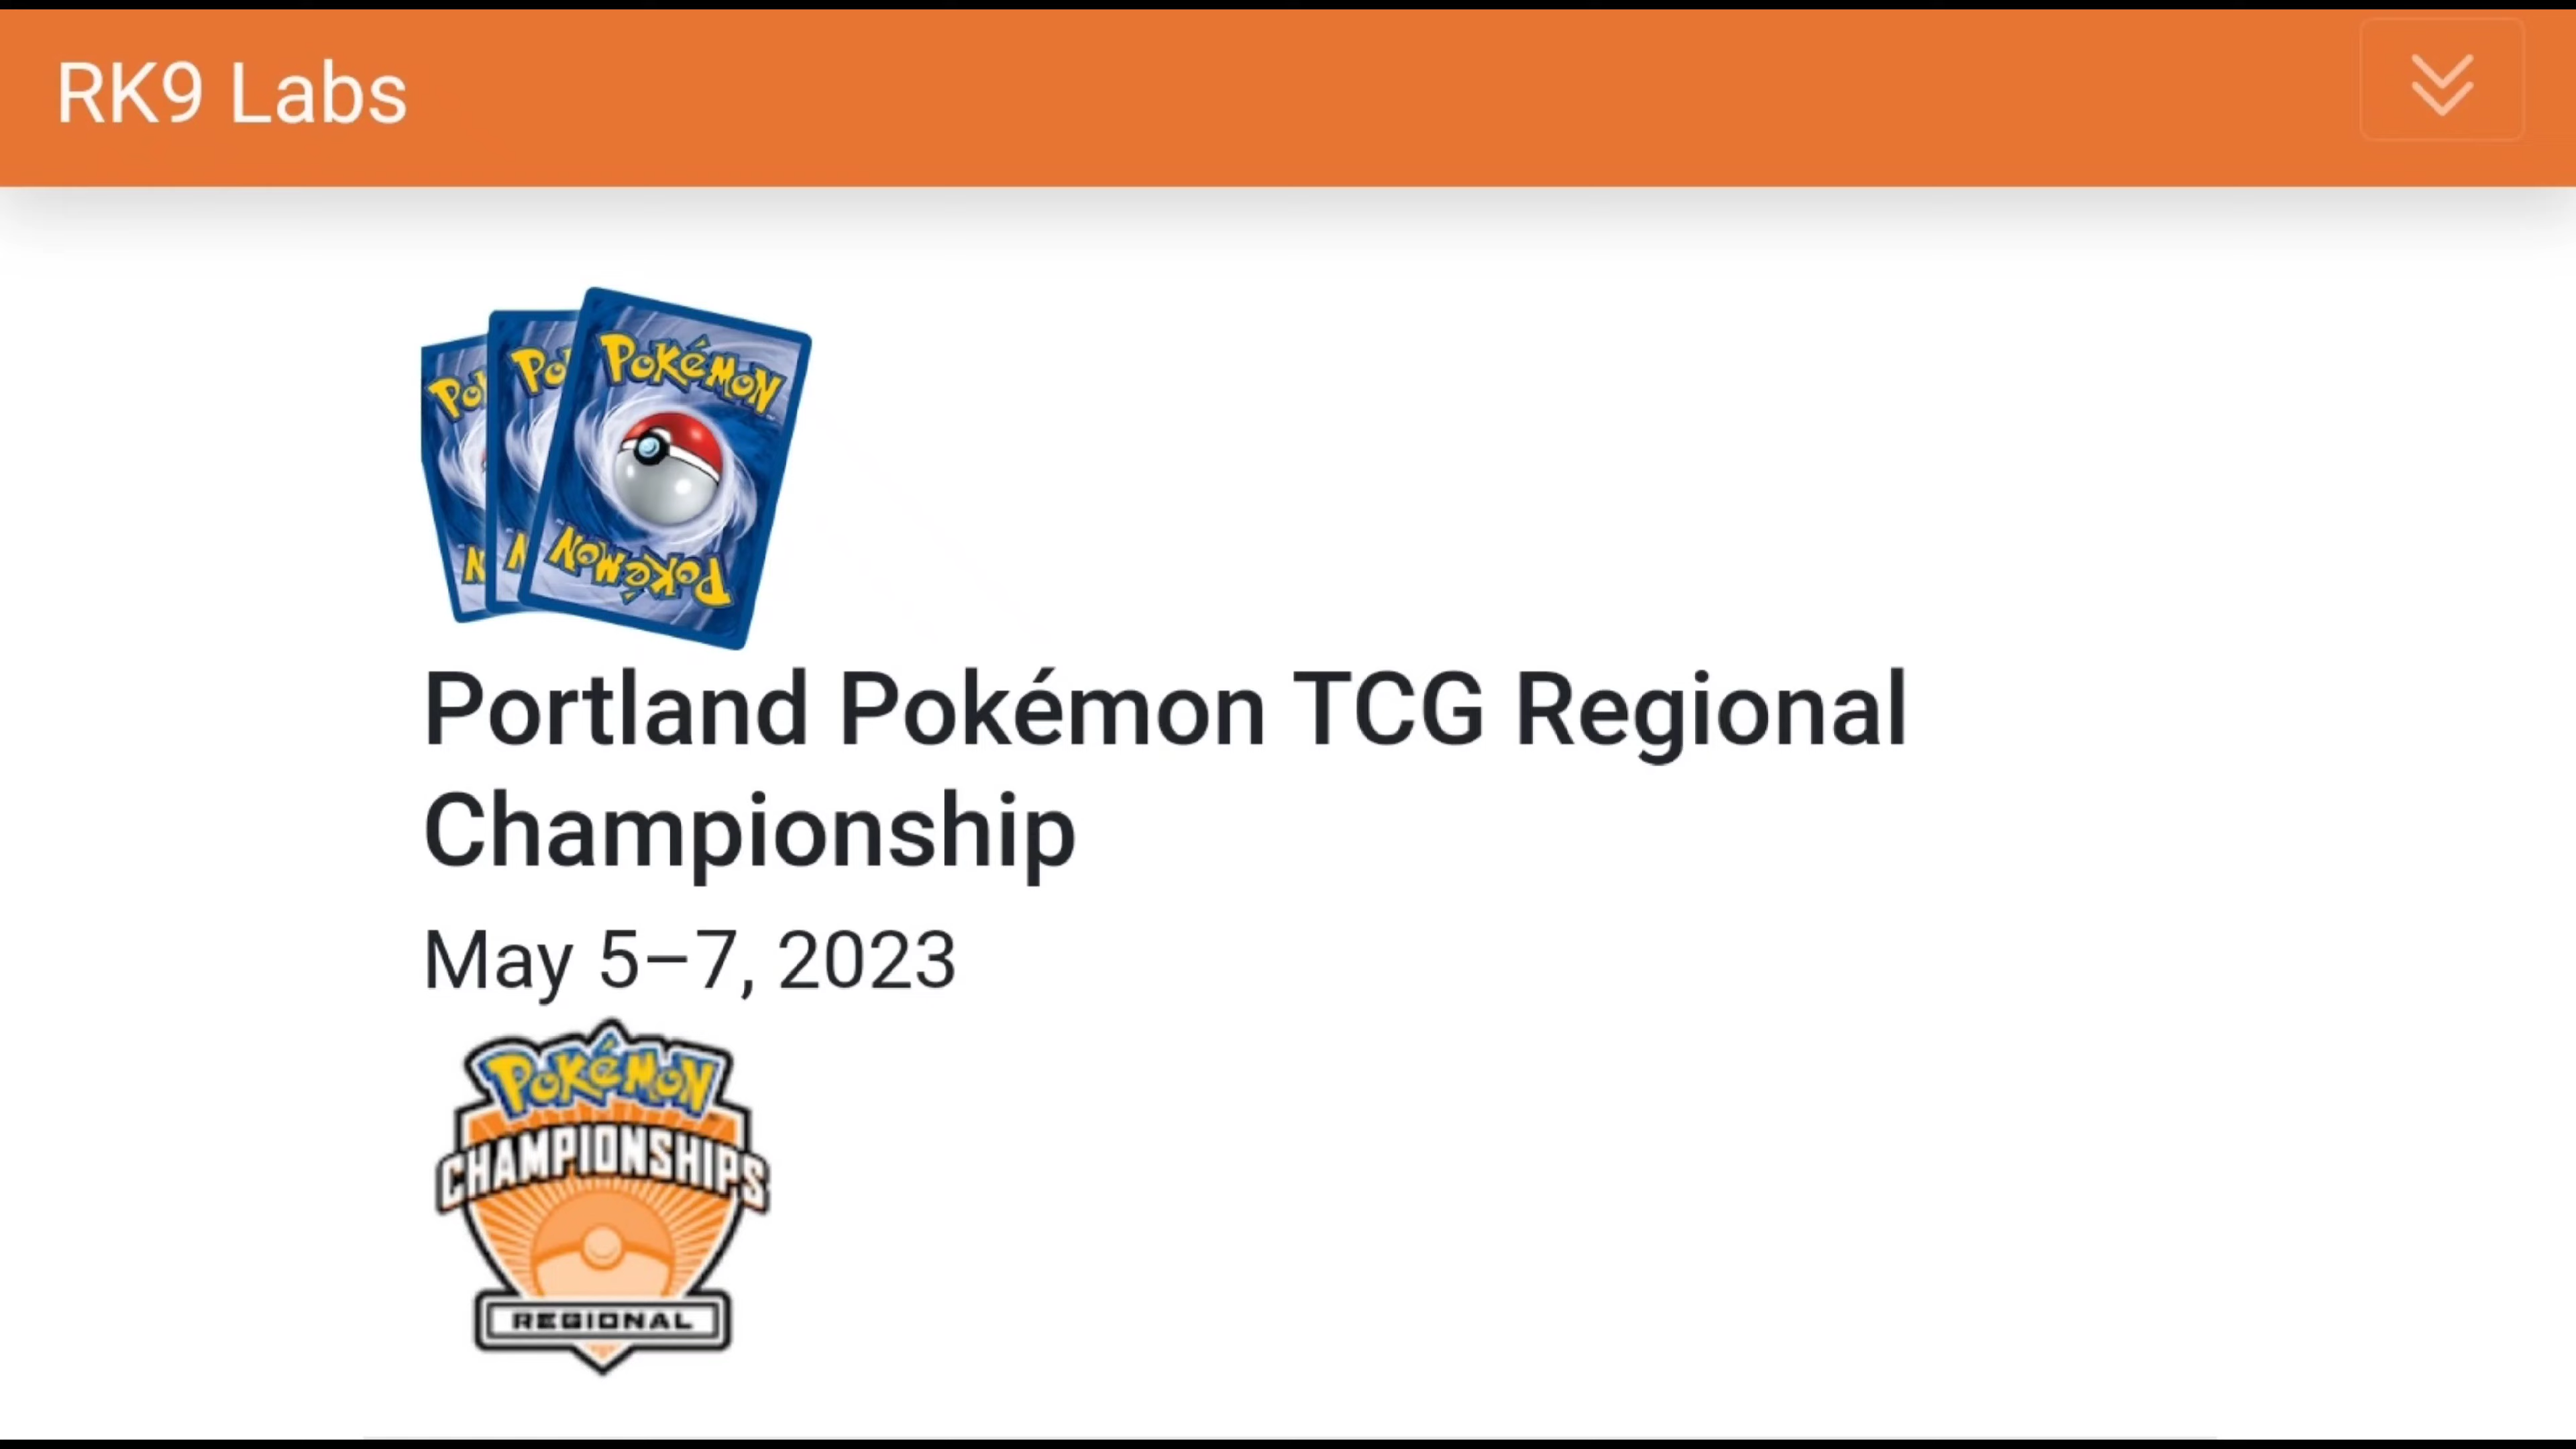 RK9 Labs
Pokémon
Pokémon
Portland Pokémon TCG Regional
Championship
May 5–7, 2023
Pokémon
CHAMPIONSHIPS
REGIONAL